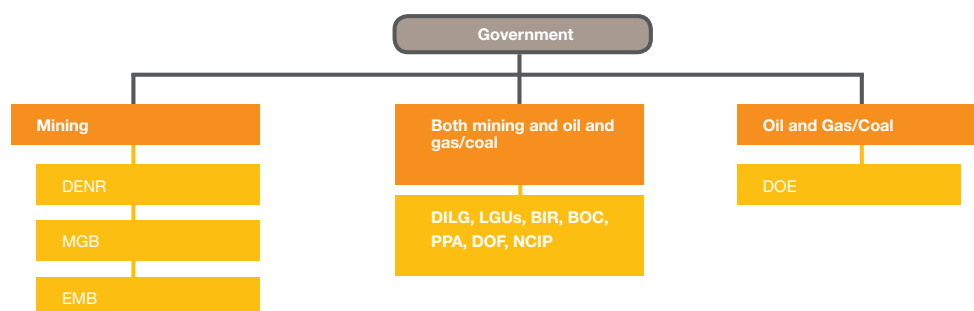 Government
Mining
DENR
MGB
EMB
Both mining and oil and
gas/coal
DILG, LGUs, BIR, BOC,
PPA, DOF, NCIP
Oil and Gas/Coal
DOE